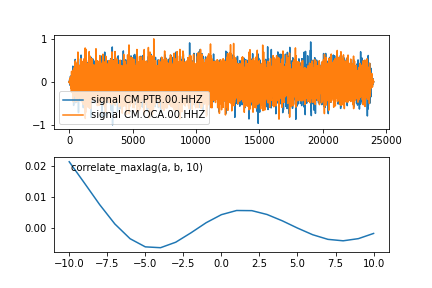 1
0
−1
signal CM.PTB.00.HHZ
signal CM.OCA.00.HHZ
0 5000 10000 15000 20000 25000
0.02
0.01
0.00
correlate_maxlag(a, b, 10)
−10.0 −7.5 −5.0 −2.5 0.0 2.5 5.0 7.5 10.0